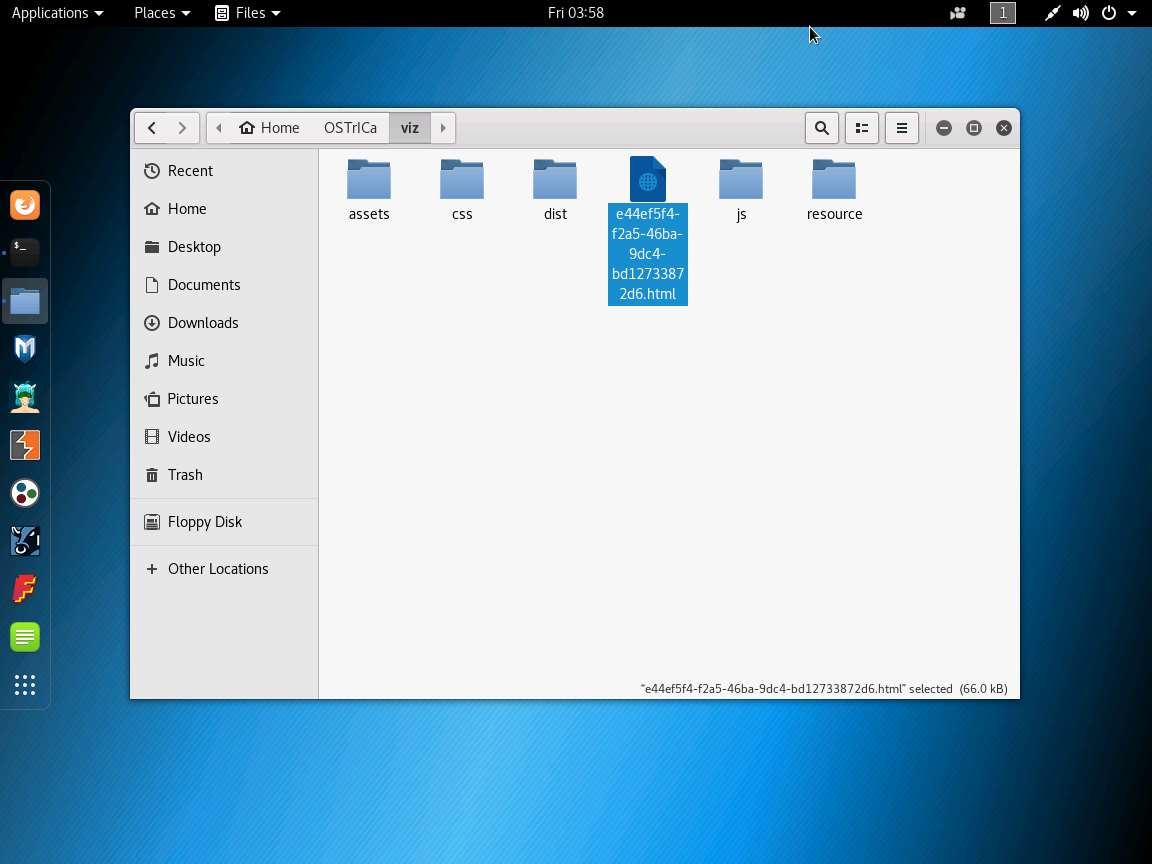 Applications Places Files Fri 03:58 1
Home OSTrICa viz
Recent
Home
Desktop
Documents
Downloads
Music
Pictures
Videos
Trash
Floppy Disk
Other Locations
assets css dist e44ef5f4- js resource
f2a5-46ba-
9dc4-
bd1273387
2d6.html
$_
"e44ef5f4-f2a5-46ba-9dc4-bd12733872d6.html" selected (66.0 kB)